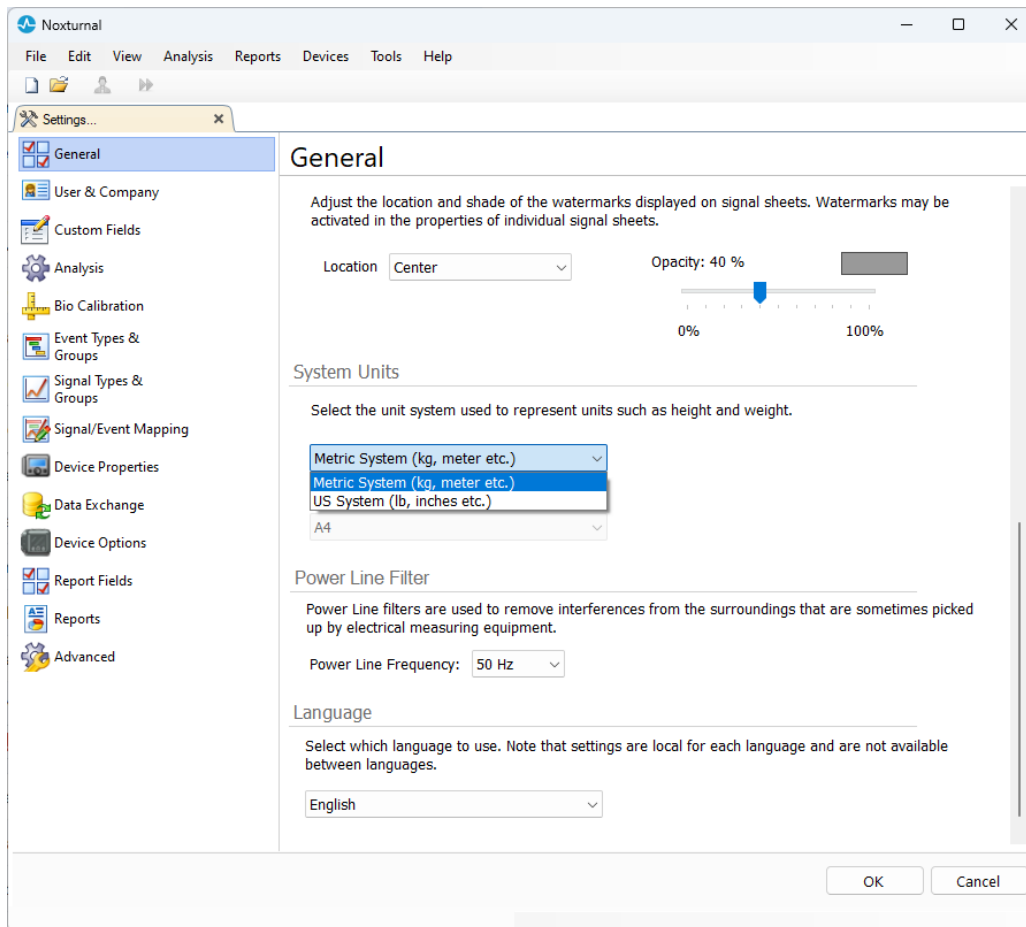 Noxturnal
File Edit View Analysis Reports Devices Tools Help
Settings...
General
User & Company
Custom Fields
Analysis
Bio Calibration
Event Types &
Groups
Signal Types &
Groups
Signal/Event Mapping
Device Properties
Data Exchange
Device Options
Report Fields
Reports
Advanced
General
Adjust the location and shade of the watermarks displayed on signal sheets. Watermarks may be
activated in the properties of individual signal sheets.
Location Center
Opacity: 40 %
0% 100%
System Units
Select the unit system used to represent units such as height and weight.
Metric System (kg, meter etc.)
Metric System (kg, meter etc.)
US System (lb, inches etc.)
A4
Power Line Filter
Power Line filters are used to remove interferences from the surroundings that are sometimes picked
up by electrical measuring equipment.
Power Line Frequency: 50 Hz
Language
Select which language to use. Note that settings are local for each language and are not available
between languages.
English
OK Cancel